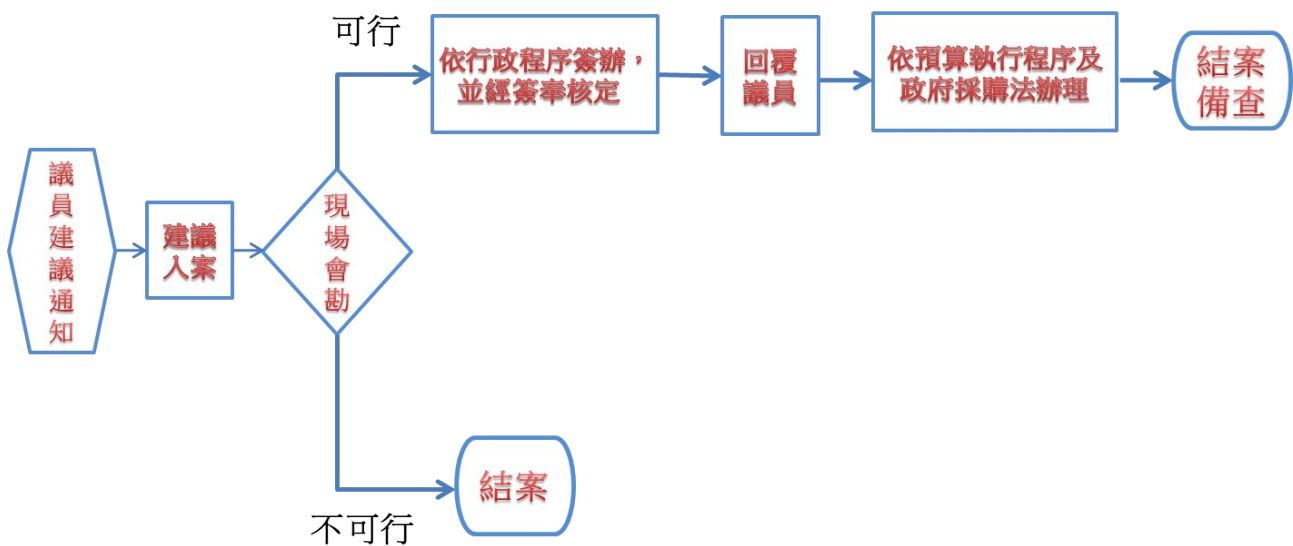 議員建議通知
建議
入案
現場會勘
可行
依行政程序簽辦，
並經簽奉核定
回覆
議員
依預算執行程序及
政府採購法辦理
結案
備查
不可行
結案